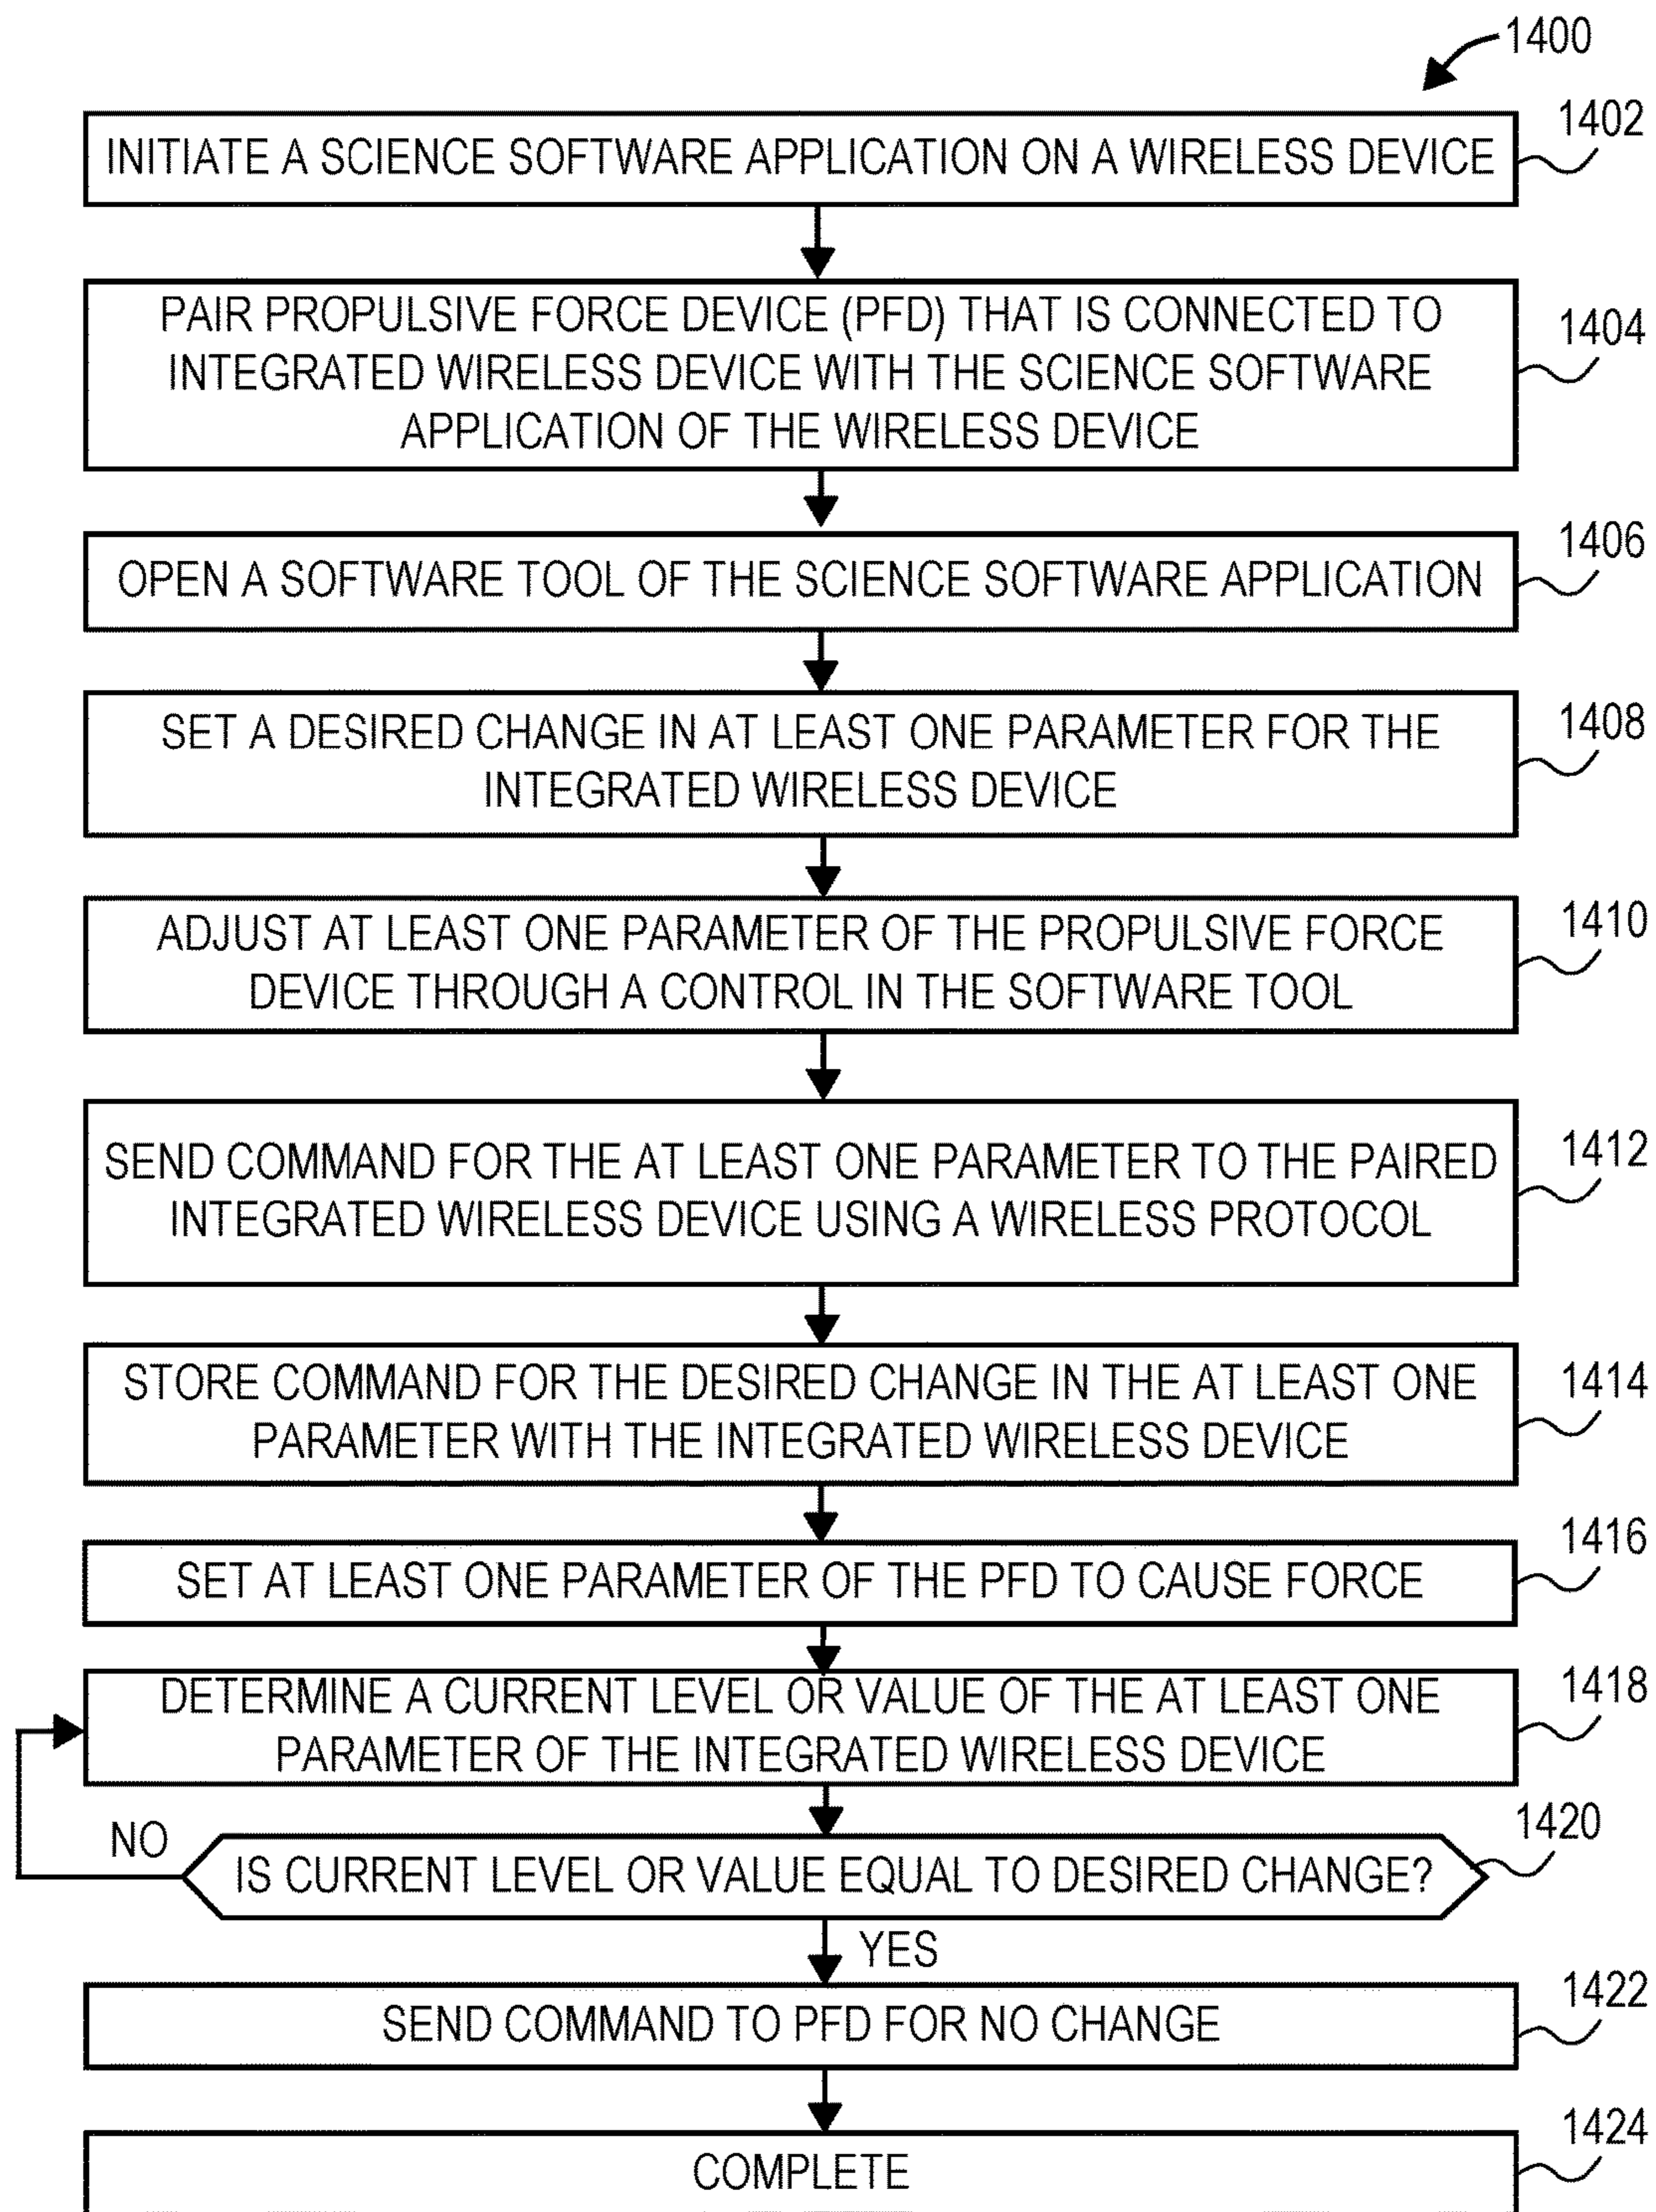 1400
INITIATE A SCIENCE SOFTWARE APPLICATION ON A WIRELESS DEVICE
1402
PAIR PROPULSIVE FORCE DEVICE (PFD) THAT IS CONNECTED TO
INTEGRATED WIRELESS DEVICE WITH THE SCIENCE SOFTWARE
APPLICATION OF THE WIRELESS DEVICE
1404
OPEN A SOFTWARE TOOL OF THE SCIENCE SOFTWARE APPLICATION
1406
SET A DESIRED CHANGE IN AT LEAST ONE PARAMETER FOR THE
INTEGRATED WIRELESS DEVICE
1408
ADJUST AT LEAST ONE PARAMETER OF THE PROPULSIVE FORCE
DEVICE THROUGH A CONTROL IN THE SOFTWARE TOOL
1410
SEND COMMAND FOR THE AT LEAST ONE PARAMETER TO THE PAIRED
INTEGRATED WIRELESS DEVICE USING A WIRELESS PROTOCOL
1412
STORE COMMAND FOR THE DESIRED CHANGE IN THE AT LEAST ONE
PARAMETER WITH THE INTEGRATED WIRELESS DEVICE
1414
SET AT LEAST ONE PARAMETER OF THE PFD TO CAUSE FORCE
1416
DETERMINE A CURRENT LEVEL OR VALUE OF THE AT LEAST ONE
PARAMETER OF THE INTEGRATED WIRELESS DEVICE
1418
NO
IS CURRENT LEVEL OR VALUE EQUAL TO DESIRED CHANGE?
1420
YES
SEND COMMAND TO PFD FOR NO CHANGE
1422
COMPLETE
1424